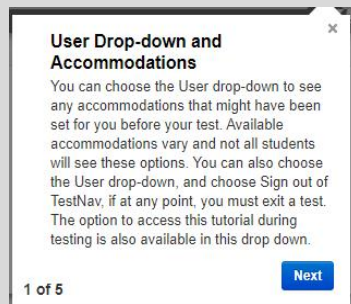 ×
User Drop-down and
Accommodations
You can choose the User drop-down to see
any accommodations that might have been
set for you before your test. Available
accommodations vary and not all students
will see these options. You can also choose
the User drop-down, and choose Sign out of
TestNav, if at any point, you must exit a test.
The option to access this tutorial during
testing is also available in this drop down.
Next
1 of 5